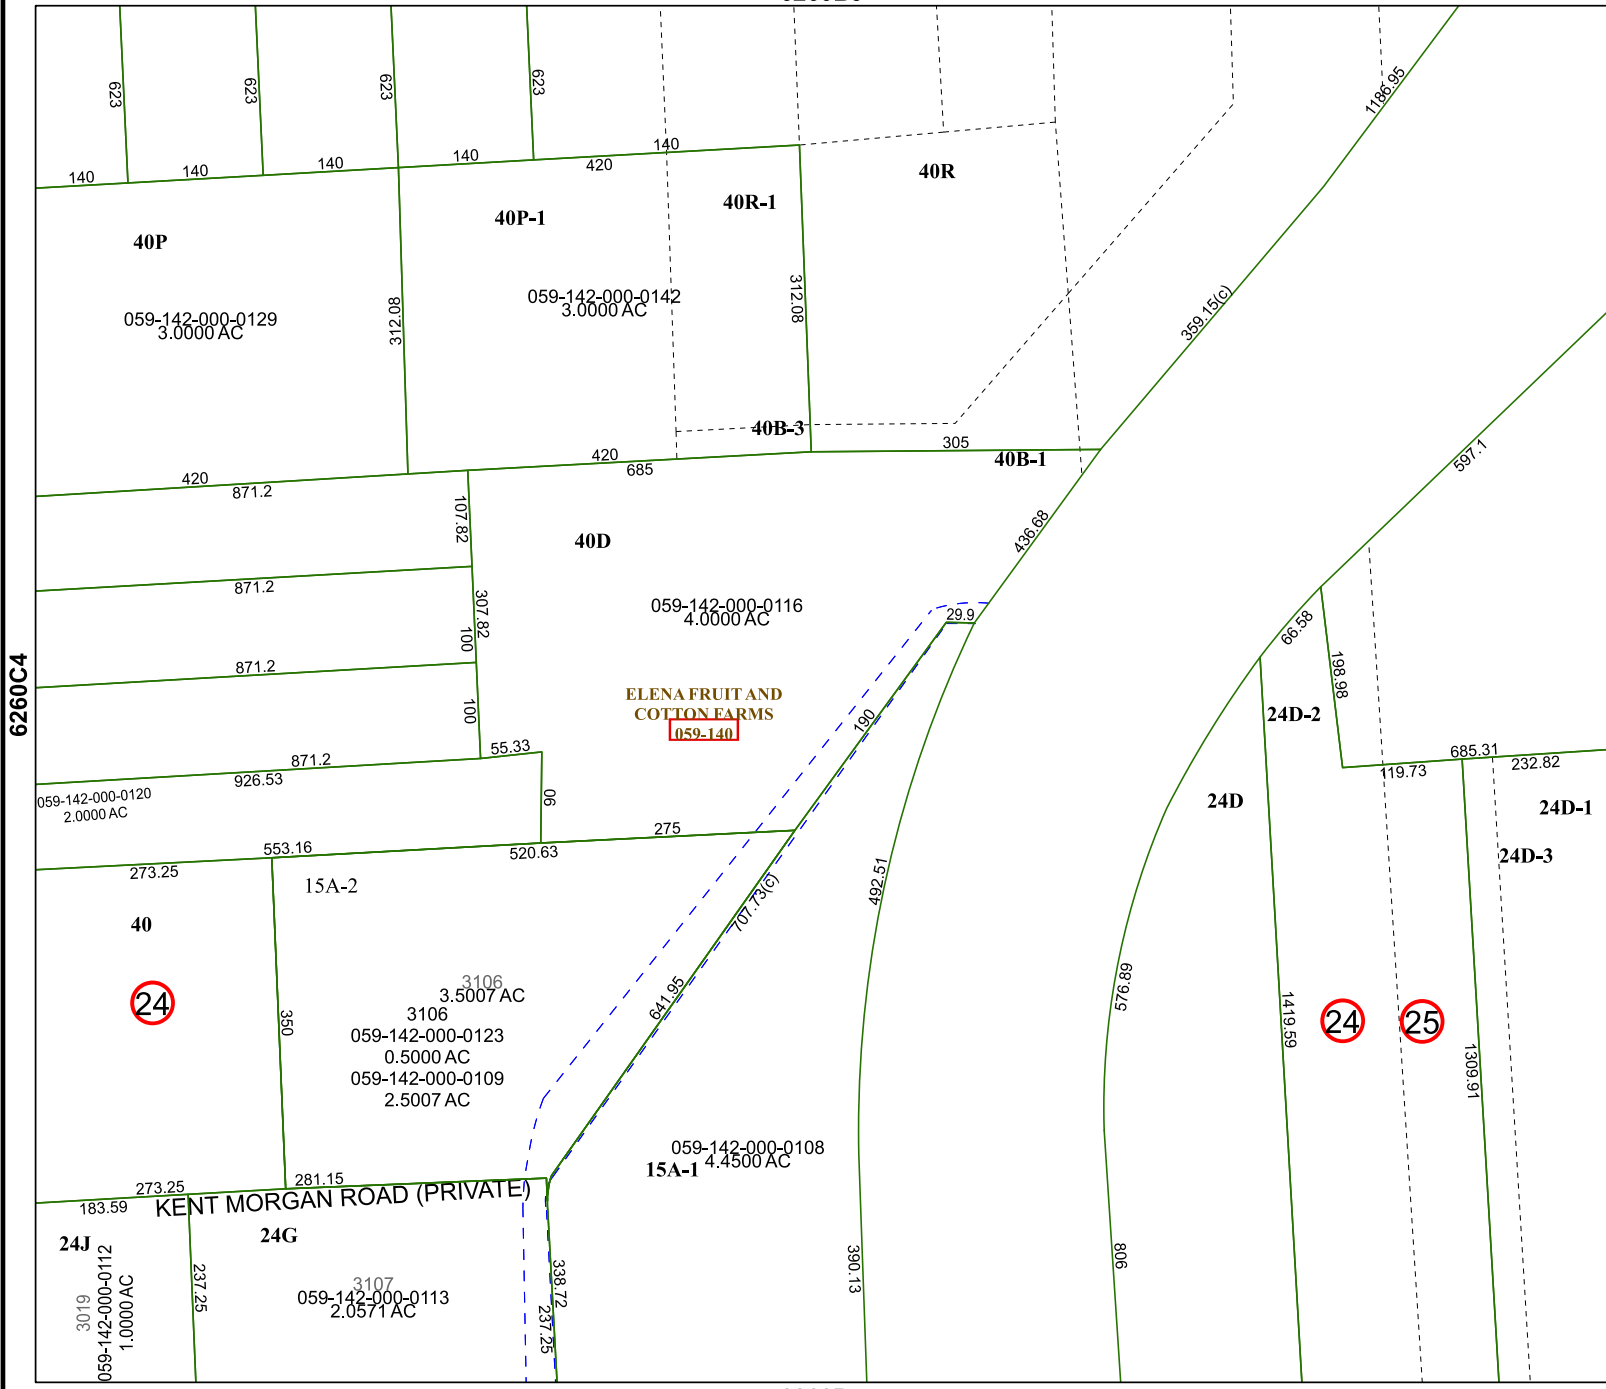 623
623
623
623
1186.95
140
140
140
140
140
420
40R
40R-1
40P-1
40P
312.08
312.08
359.15(c)
059-142-000-0129
3.0000 AC
059-142-000-0142
3.0000 AC
40B-3
305
40B-1
420
685
420
871.2
597.1
107.82
436.68
40D
871.2
307.82
100
059-142-000-0116
4.0000 AC
29.9
66.58
198.98
6260C4
871.2
100
ELENA FRUIT AND
COTTON FARMS
059-140
190
24D-2
55.33
871.2
926.53
685.31
119.73
232.82
059-142-000-0120
2.0000 AC
90
24D
24D-1
275
553.16
520.63
273.25
24D-3
15A-2
492.51
707.73(c)
40
24
3106
3.5007 AC
3106
059-142-000-0123
0.5000 AC
059-142-000-0109
2.5007 AC
350
641.95
576.89
1419.59
24
25
1309.91
059-142-000-0108
4.4500 AC
15A-1
281.15
273.25
183.59
KENT MORGAN ROAD (PRIVATE)
24J
24G
3019
059-142-000-0112
1.0000 AC
237.25
3107
059-142-000-0113
2.0571 AC
338.72
237.25
390.13
806